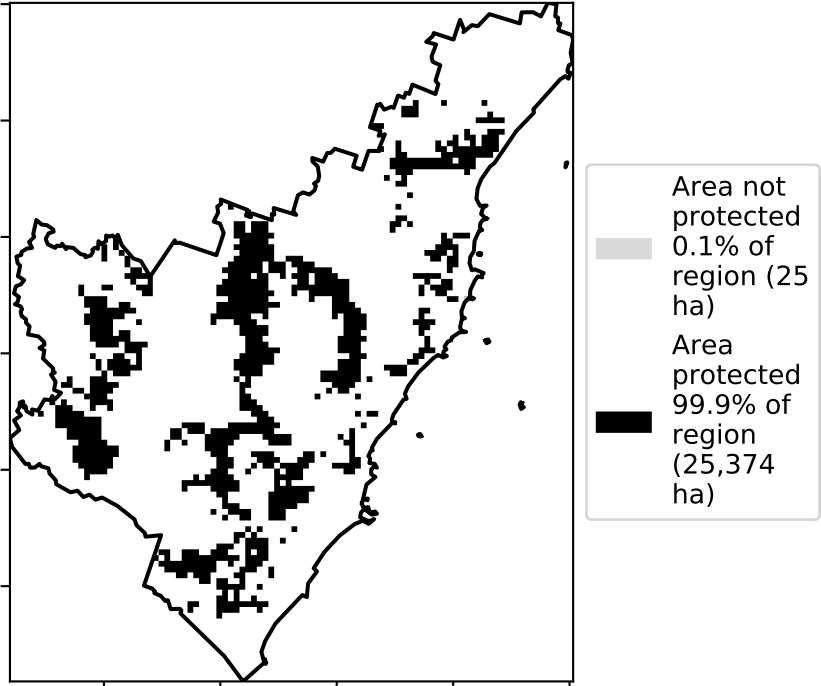 Area not
protected
0.1% of
region (25
ha)
Area
protected
99.9% of
region
(25,374
ha)